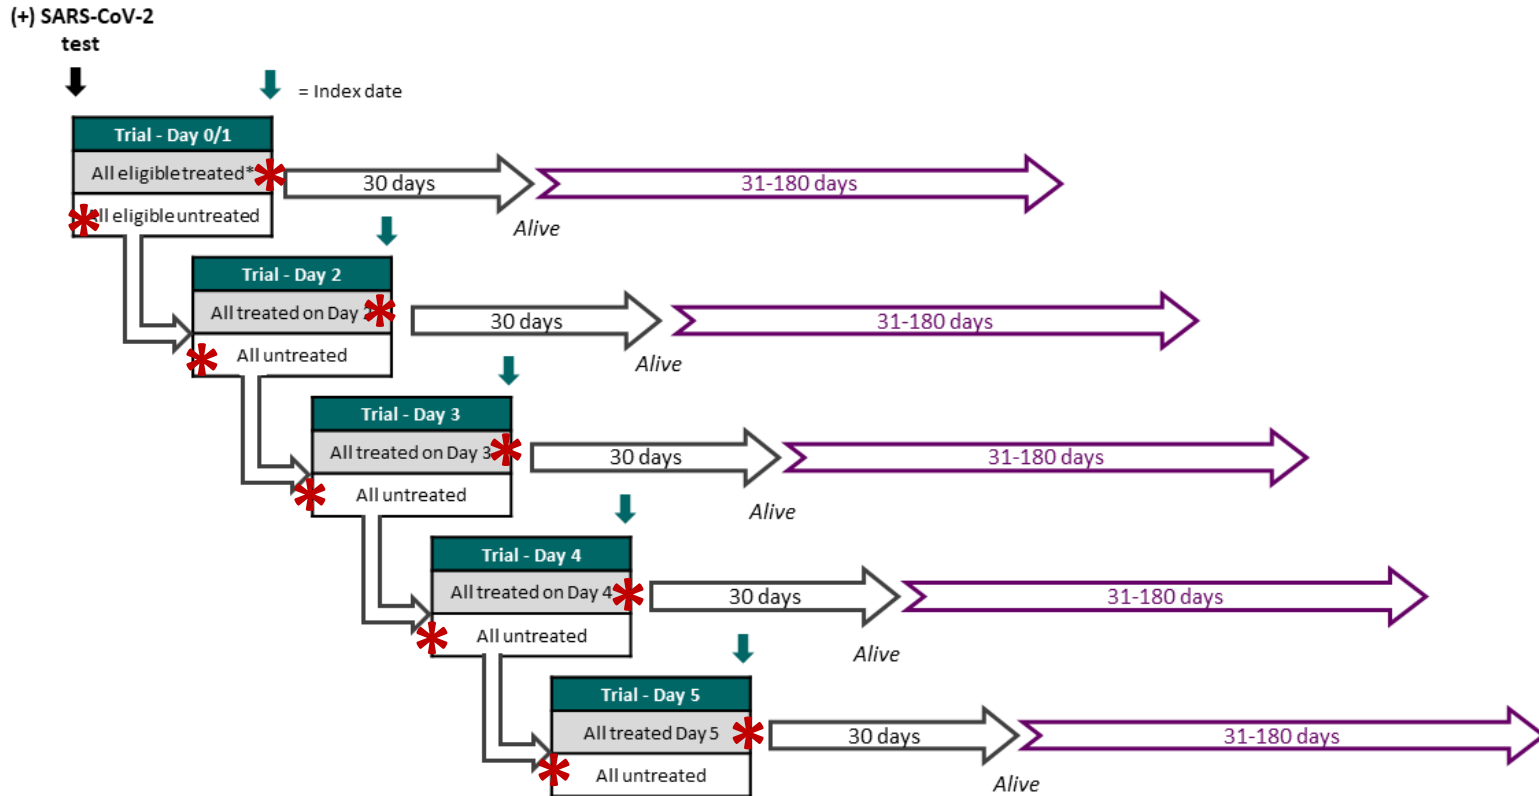 (+) SARS-CoV-2
test
= Index date
Trial - Day 0/1
All eligible treated*
All eligible untreated
30 days
31-180 days
Alive
Trial - Day 2
All treated on Day 2
All untreated
30 days
31-180 days
Alive
Trial - Day 3
All treated on Day 3
All untreated
30 days
31-180 days
Alive
Trial - Day 4
All treated on Day 4
All untreated
30 days
31-180 days
Alive
Trial - Day 5
All treated Day 5
All untreated
30 days
31-180 days
Alive